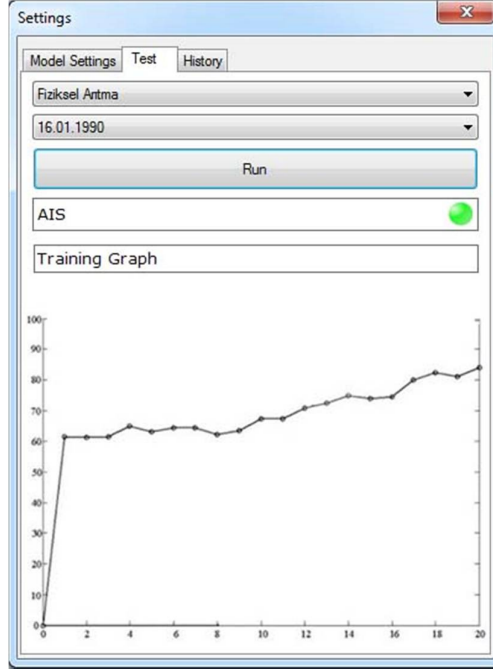 Settings
x
Model Settings Test History
Fiziksel Arıtma
16.01.1990
Run
AIS
Training Graph
100
90
80
70
60
50
40
30
20
10
0
0 2 4 6 8 10 12 14 16 18 20